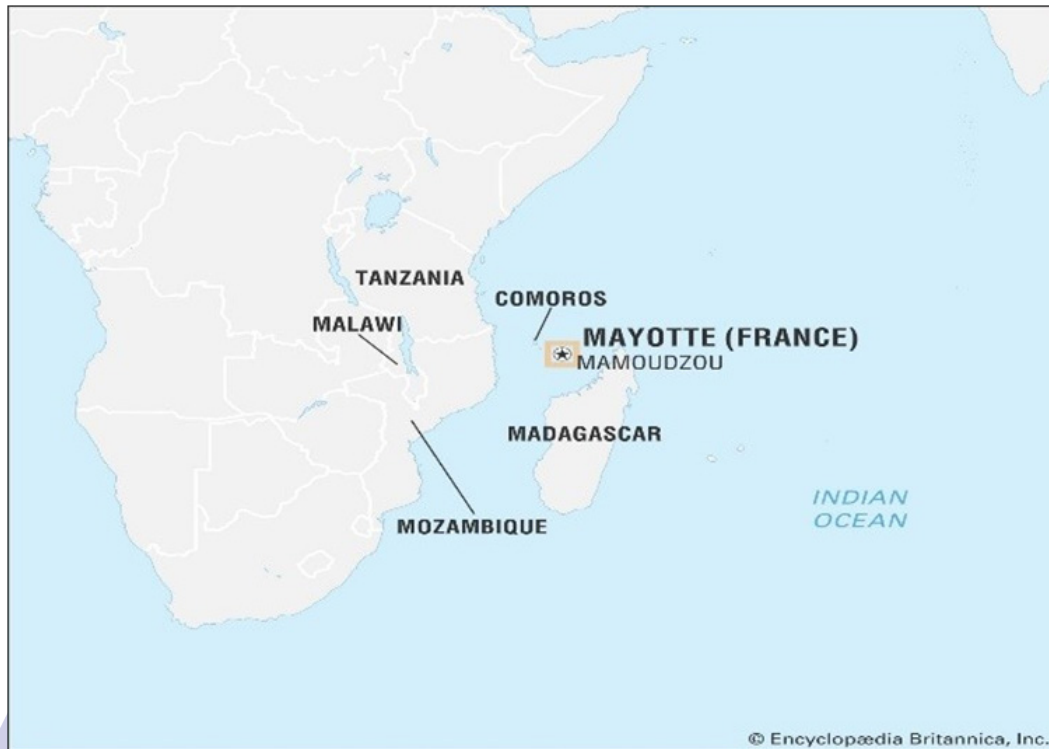 TANZANIA
COMOROS
MALAWI
MAYOTTE (FRANCE)
MAMOUDZOU
MADAGASCAR
INDIAN
OCEAN
MOZAMBIQUE
© Encyclopædia Britannica, Inc.